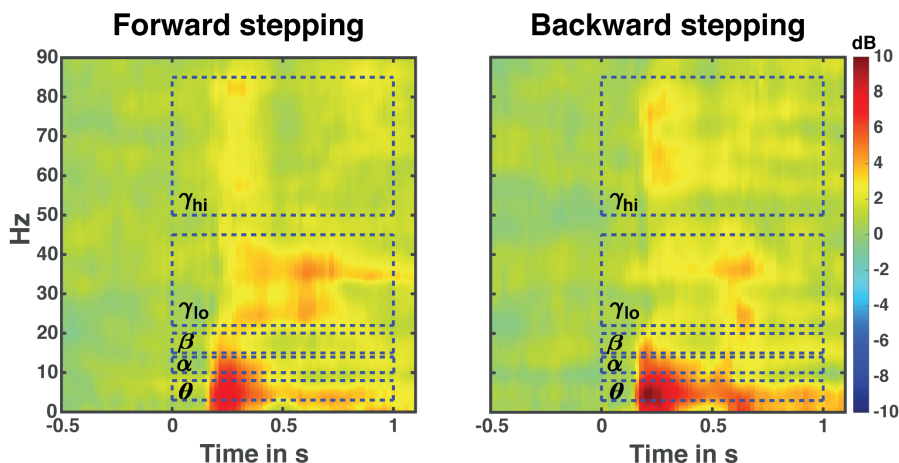 Forward stepping
Backward stepping
dB
Hz
90
80
70
60
50
40
30
20
10
0
γhi
γlo
β
α
θ
-0.5
0
0.5
1
Time in s
γhi
γlo
β
α
θ
-0.5
0
0.5
1
Time in s
10
8
6
4
2
0
-2
-4
-6
-8
-10